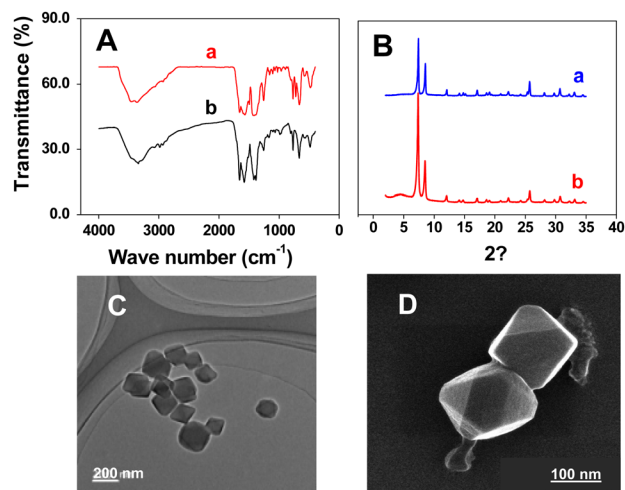 A
a
b
Transmittance (%)
90.0
60.0
30.0
0.0
4000 3000 2000 1000 0
Wave number (cm⁻¹)
B
a
b
0 5 10 15 20 25 30 35 40
2?
C
200 nm
D
100 nm